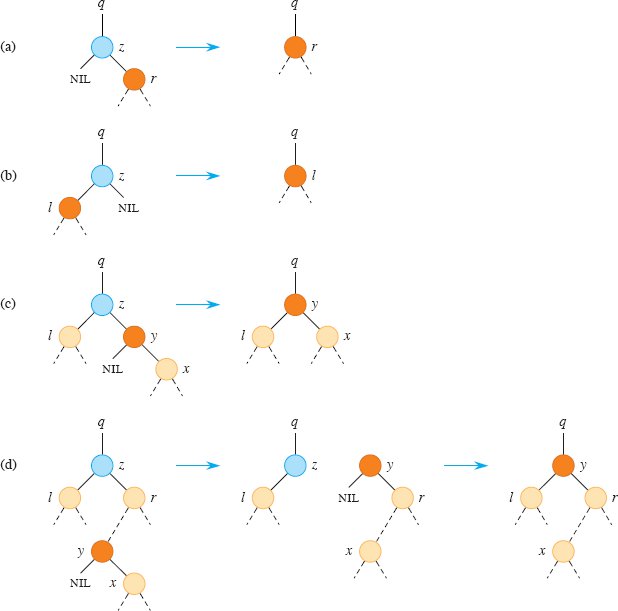 q q
(a) z r
NIL r
q q
(b) z l
l NIL
q q
(c) z y
l y l x
NIL x
q q
(d) z z y y
l r l NIL r l r
y x x
NIL x